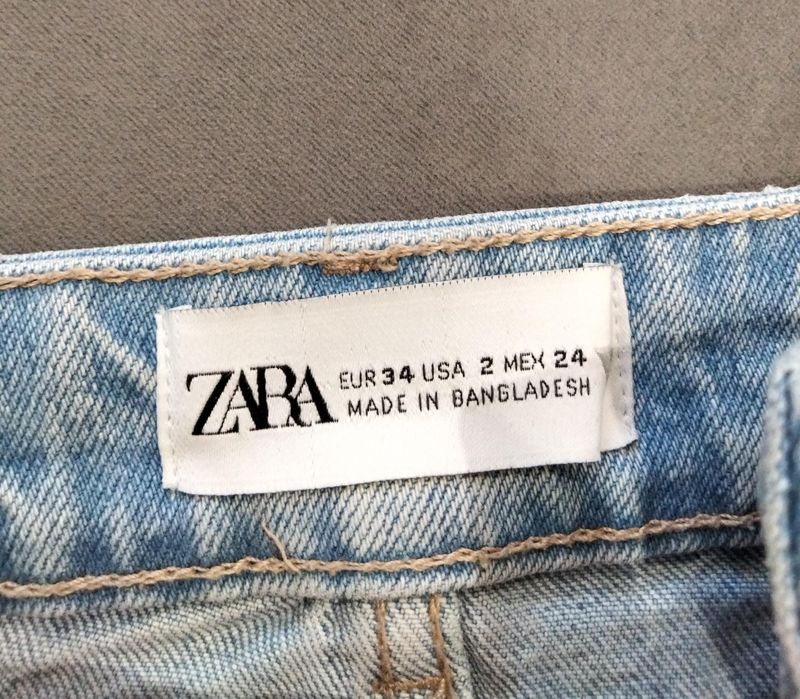 ZARA
EUR 34 USA 2 MEX 24
MADE IN BANGLADESH